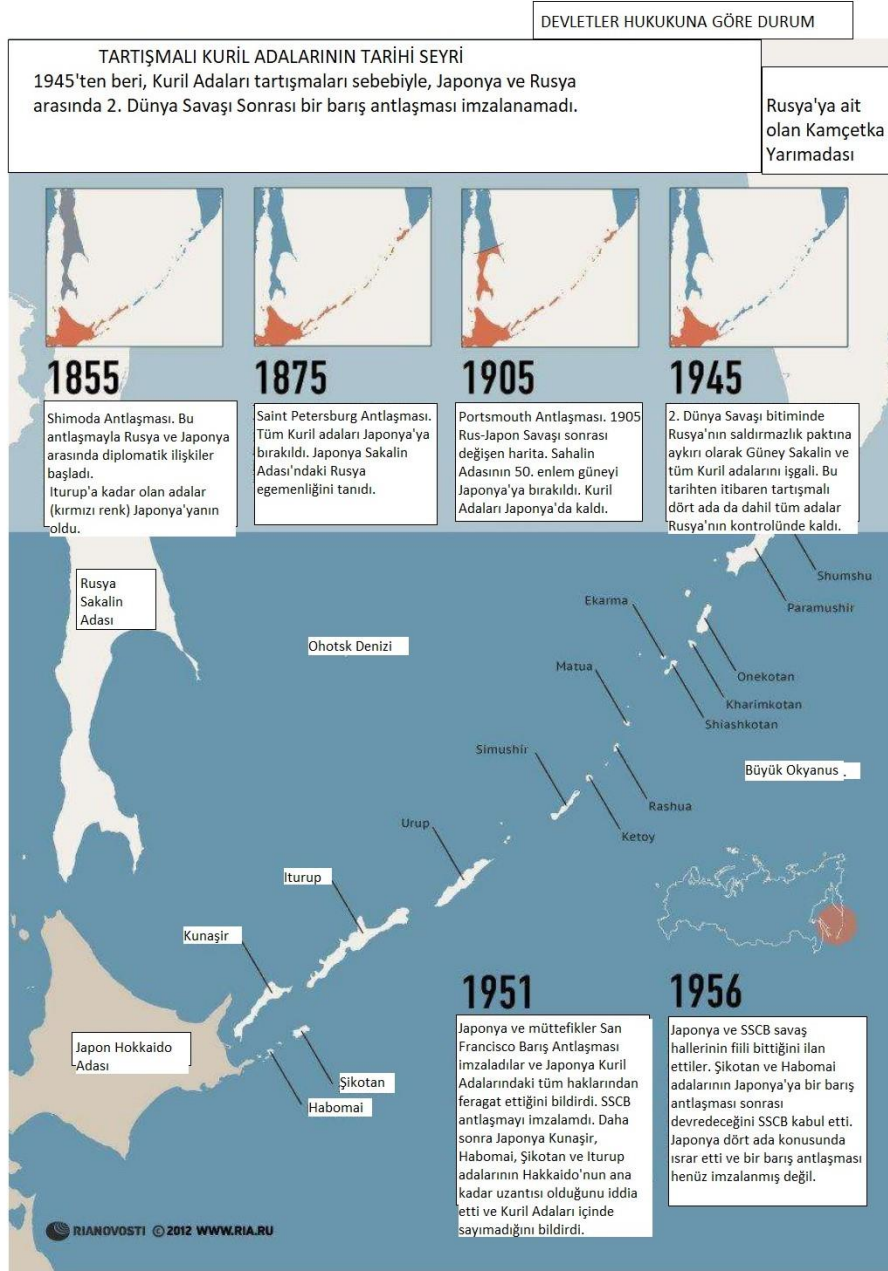 DEVLETLER HUKUKUNA GÖRE DURUM
TARTIŞMALI KURİL ADALARININ TARİHİ SEYRİ
1945'ten beri, Kuril Adaları tartışmaları sebebiyle, Japonya ve Rusya
arasında 2. Dünya Savaşı Sonrası bir barış antlaşması imzalanamadı.
Rusya'ya ait
olan Kamçetka
Yarımadası
1855
Shimoda Antlaşması. Bu
antlaşmayla Rusya ve Japonya
arasında diplomatik ilişkiler
başladı.
Iturup'a kadar olan adalar
(kırmızı renk) Japonya'yanın
oldu.
1875
Saint Petersburg Antlaşması.
Tüm Kuril adaları Japonya'ya
bırakıldı. Japonya Sakalin
Adası'ndaki Rusya
egemenliğini tanıdı.
1905
Portsmouth Antlaşması. 1905
Rus-Japon Savaşı sonrası
değişen harita. Sahalin
Adasının 50. enlem güneyi
Japonya'ya bırakıldı. Kuril
Adaları Japonya'da kaldı.
1945
2. Dünya Savaşı bitiminde
Rusya'nın saldırmazlık paktına
aykırı olarak Güney Sakalin ve
tüm Kuril adalarını işgali. Bu
tarihten itibaren tartışmalı
dört ada da dahil tüm adalar
Rusya'nın kontrolünde kaldı.
Rusya
Sakalin
Adası
Ohotsk Denizi
Shumshu
Paramushir
Ekarma
Onekotan
Kharimkotan
Shiashkotan
Matua
Simushir
Büyük Okyanus .
Rashua
Ketoy
Urup
Iturup
Kunaşir
Japon Hokkaido
Adası
Şikotan
Habomai
1951
Japonya ve müttefikler San
Francisco Barış Antlaşması
imzaladılar ve Japonya Kuril
Adalarındaki tüm haklarından
feragat ettiğini bildirdi. SSCB
antlaşmayı imzalamdı. Daha
sonra Japonya Kunaşir,
Habomai, Şikotan ve Iturup
adalarının Hakkaido'nun ana
kadar uzantısı olduğunu iddia
etti ve Kuril Adaları içinde
sayımadığını bildirdi.
1956
Japonya ve SSCB savaş
hallerinin fiili bittiğini ilan
ettiler. Şikotan ve Habomai
adalarının Japonya'ya bir barış
antlaşması sonrası
devredeceğini SSCB kabul etti.
Japonya dört ada konusunda
ısrar etti ve bir barış antlaşması
henüz imzalanmış değil.
RIANOVOSTI © 2012 WWW.RIA.RU